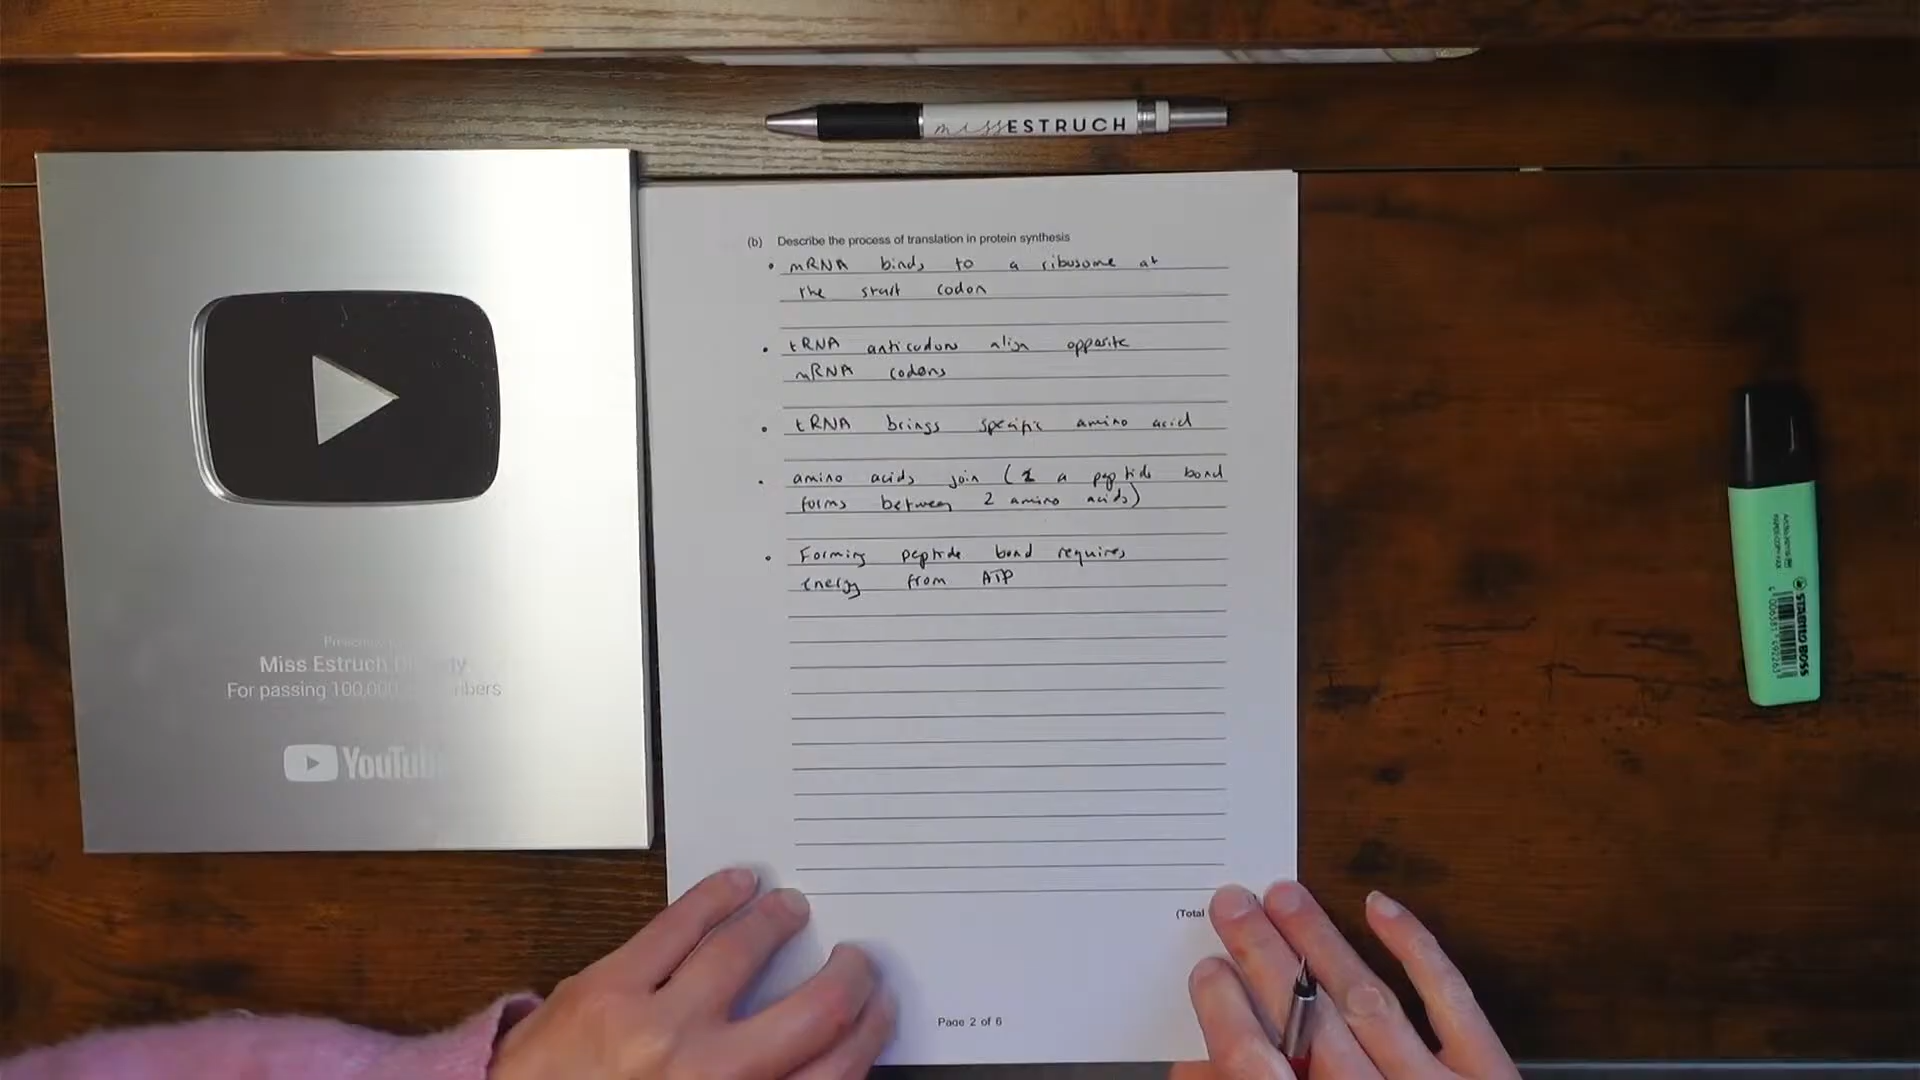 miss ESTRUCH
(b) Describe the process of translation in protein synthesis
• mRNA binds to a ribosome at
the start codon
• tRNA anticodons align opposite
mRNA codons
• tRNA brings specific amino acid
• amino acids join ( a peptide bond
forms between 2 amino acids)
• Forming peptide bond requires
energy from ATP
(Total
Page 2 of 6
Miss Estruch
For passing 100,000
YouTube
STABILO BOSS